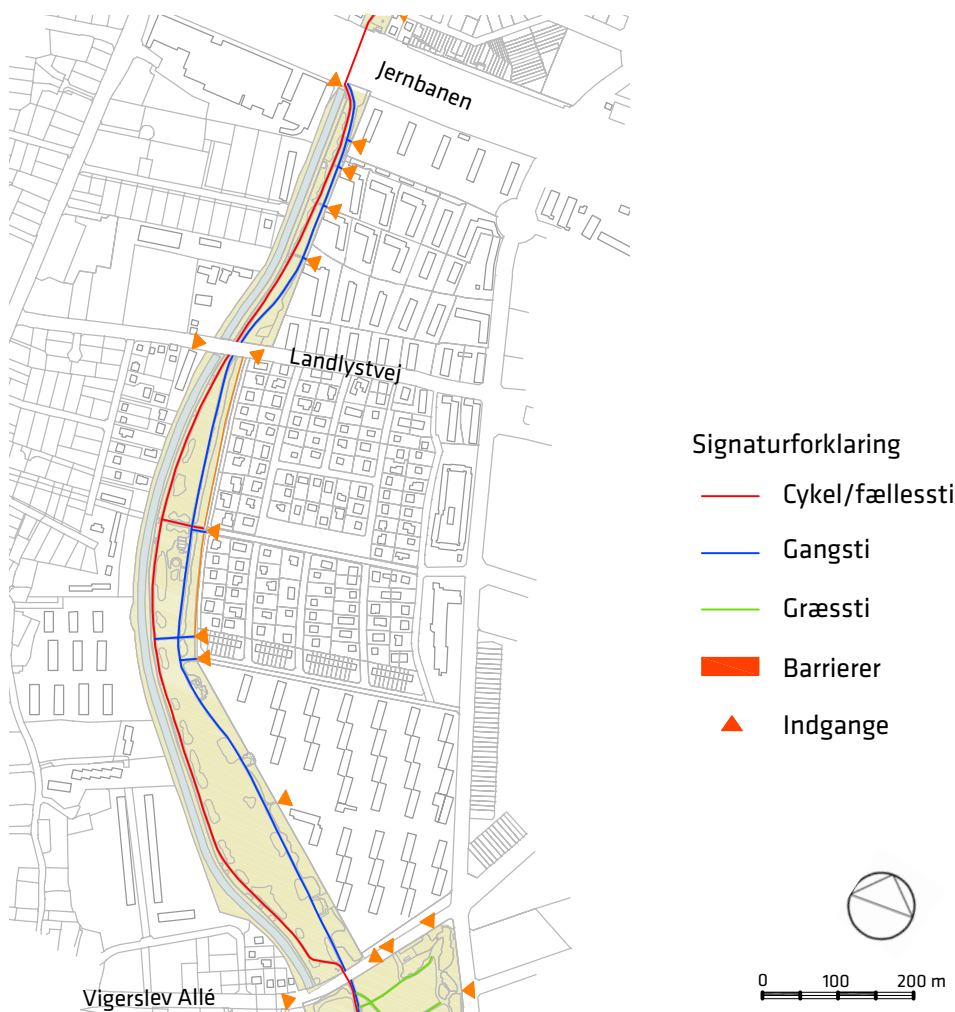 Jernbanen
Landlystvej
Signaturforklaring
Cykel/fællessti
Gangsti
Græssti
Barrierer
Indgange
Vigerslev Allé
0 100 200 m